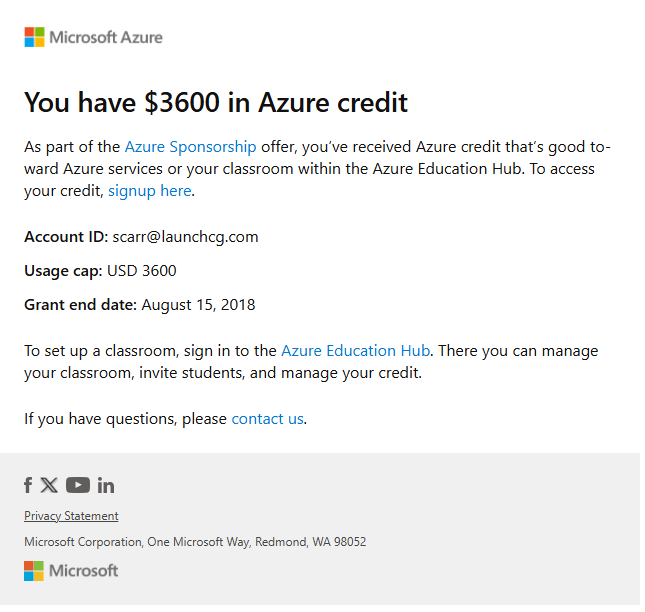 Microsoft Azure
You have $3600 in Azure credit
As part of the Azure Sponsorship offer, you've received Azure credit that's good to-
ward Azure services or your classroom within the Azure Education Hub. To access
your credit, signup here.
Account ID: scarr@launchcg.com
Usage cap: USD 3600
Grant end date: August 15, 2018
To set up a classroom, sign in to the Azure Education Hub. There you can manage
your classroom, invite students, and manage your credit.
If you have questions, please contact us.
Privacy Statement
Microsoft Corporation, One Microsoft Way, Redmond, WA 98052
Microsoft